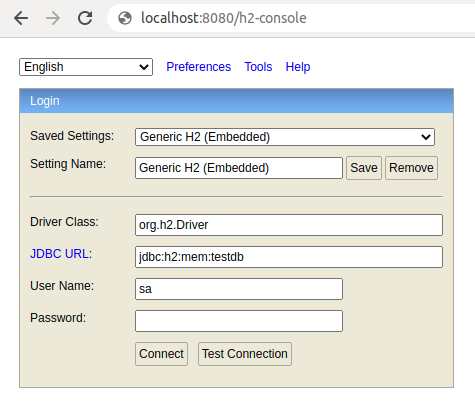 localhost:8080/h2-console
English Preferences Tools Help
Login
Saved Settings: Generic H2 (Embedded)
Setting Name: Generic H2 (Embedded) Save Remove
Driver Class: org.h2.Driver
JDBC URL: jdbc:h2:mem:testdb
User Name: sa
Password:
Connect Test Connection